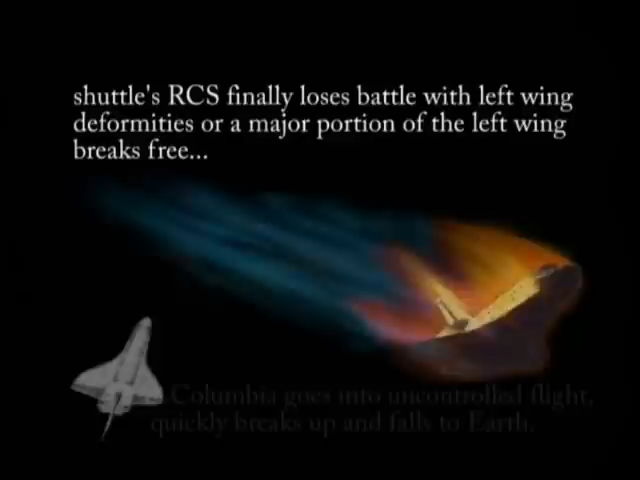 shuttle's RCS finally loses battle with left wing
deformities or a major portion of the left wing
breaks free...
Columbia goes into uncontrolled flight,
quickly breaks up and falls to Earth.